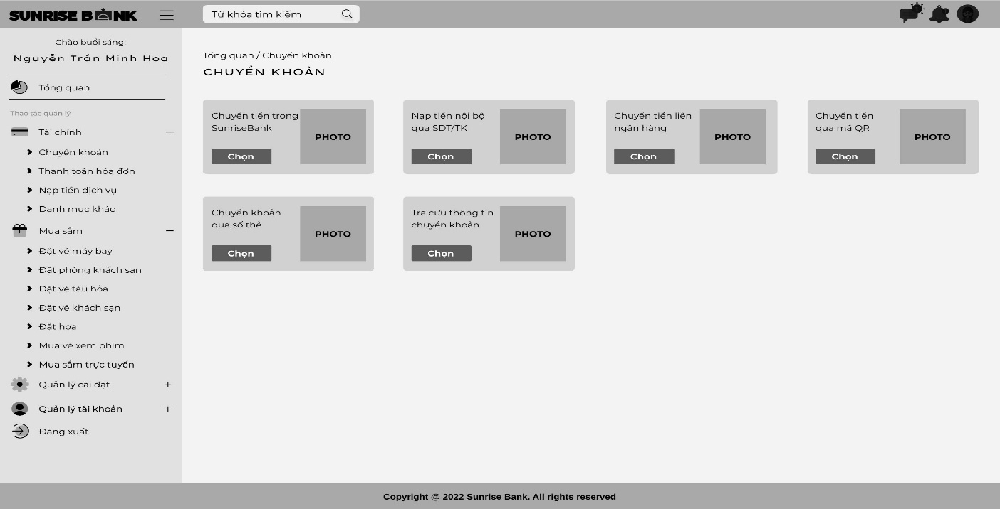 SUNRISE BANK
Từ khóa tìm kiếm
Chào buổi sáng!
Nguyễn Trần Minh Hoa
Tổng quan
Thao tác quản lý
Tài chính
Chuyển khoản
Thanh toán hóa đơn
Nạp tiền dịch vụ
Danh mục khác
Mua sắm
Đặt vé máy bay
Đặt phòng khách sạn
Đặt vé tàu hỏa
Đặt vé khách sạn
Đặt hoa
Mua vé xem phim
Mua sắm trực tuyến
Quản lý cài đặt
Quản lý tài khoản
Đăng xuất
Tổng quan / Chuyển khoản
CHUYỂN KHOẢN
Chuyển tiền trong
SunriseBank
Chọn
PHOTO
Nạp tiền nội bộ
qua SDT/TK
Chọn
PHOTO
Chuyển tiền liên
ngân hàng
Chọn
PHOTO
Chuyển tiền
qua mã QR
Chọn
PHOTO
Chuyển khoản
qua số thẻ
Chọn
PHOTO
Tra cứu thông tin
chuyển khoản
Chọn
PHOTO
Copyright @ 2022 Sunrise Bank. All rights reserved